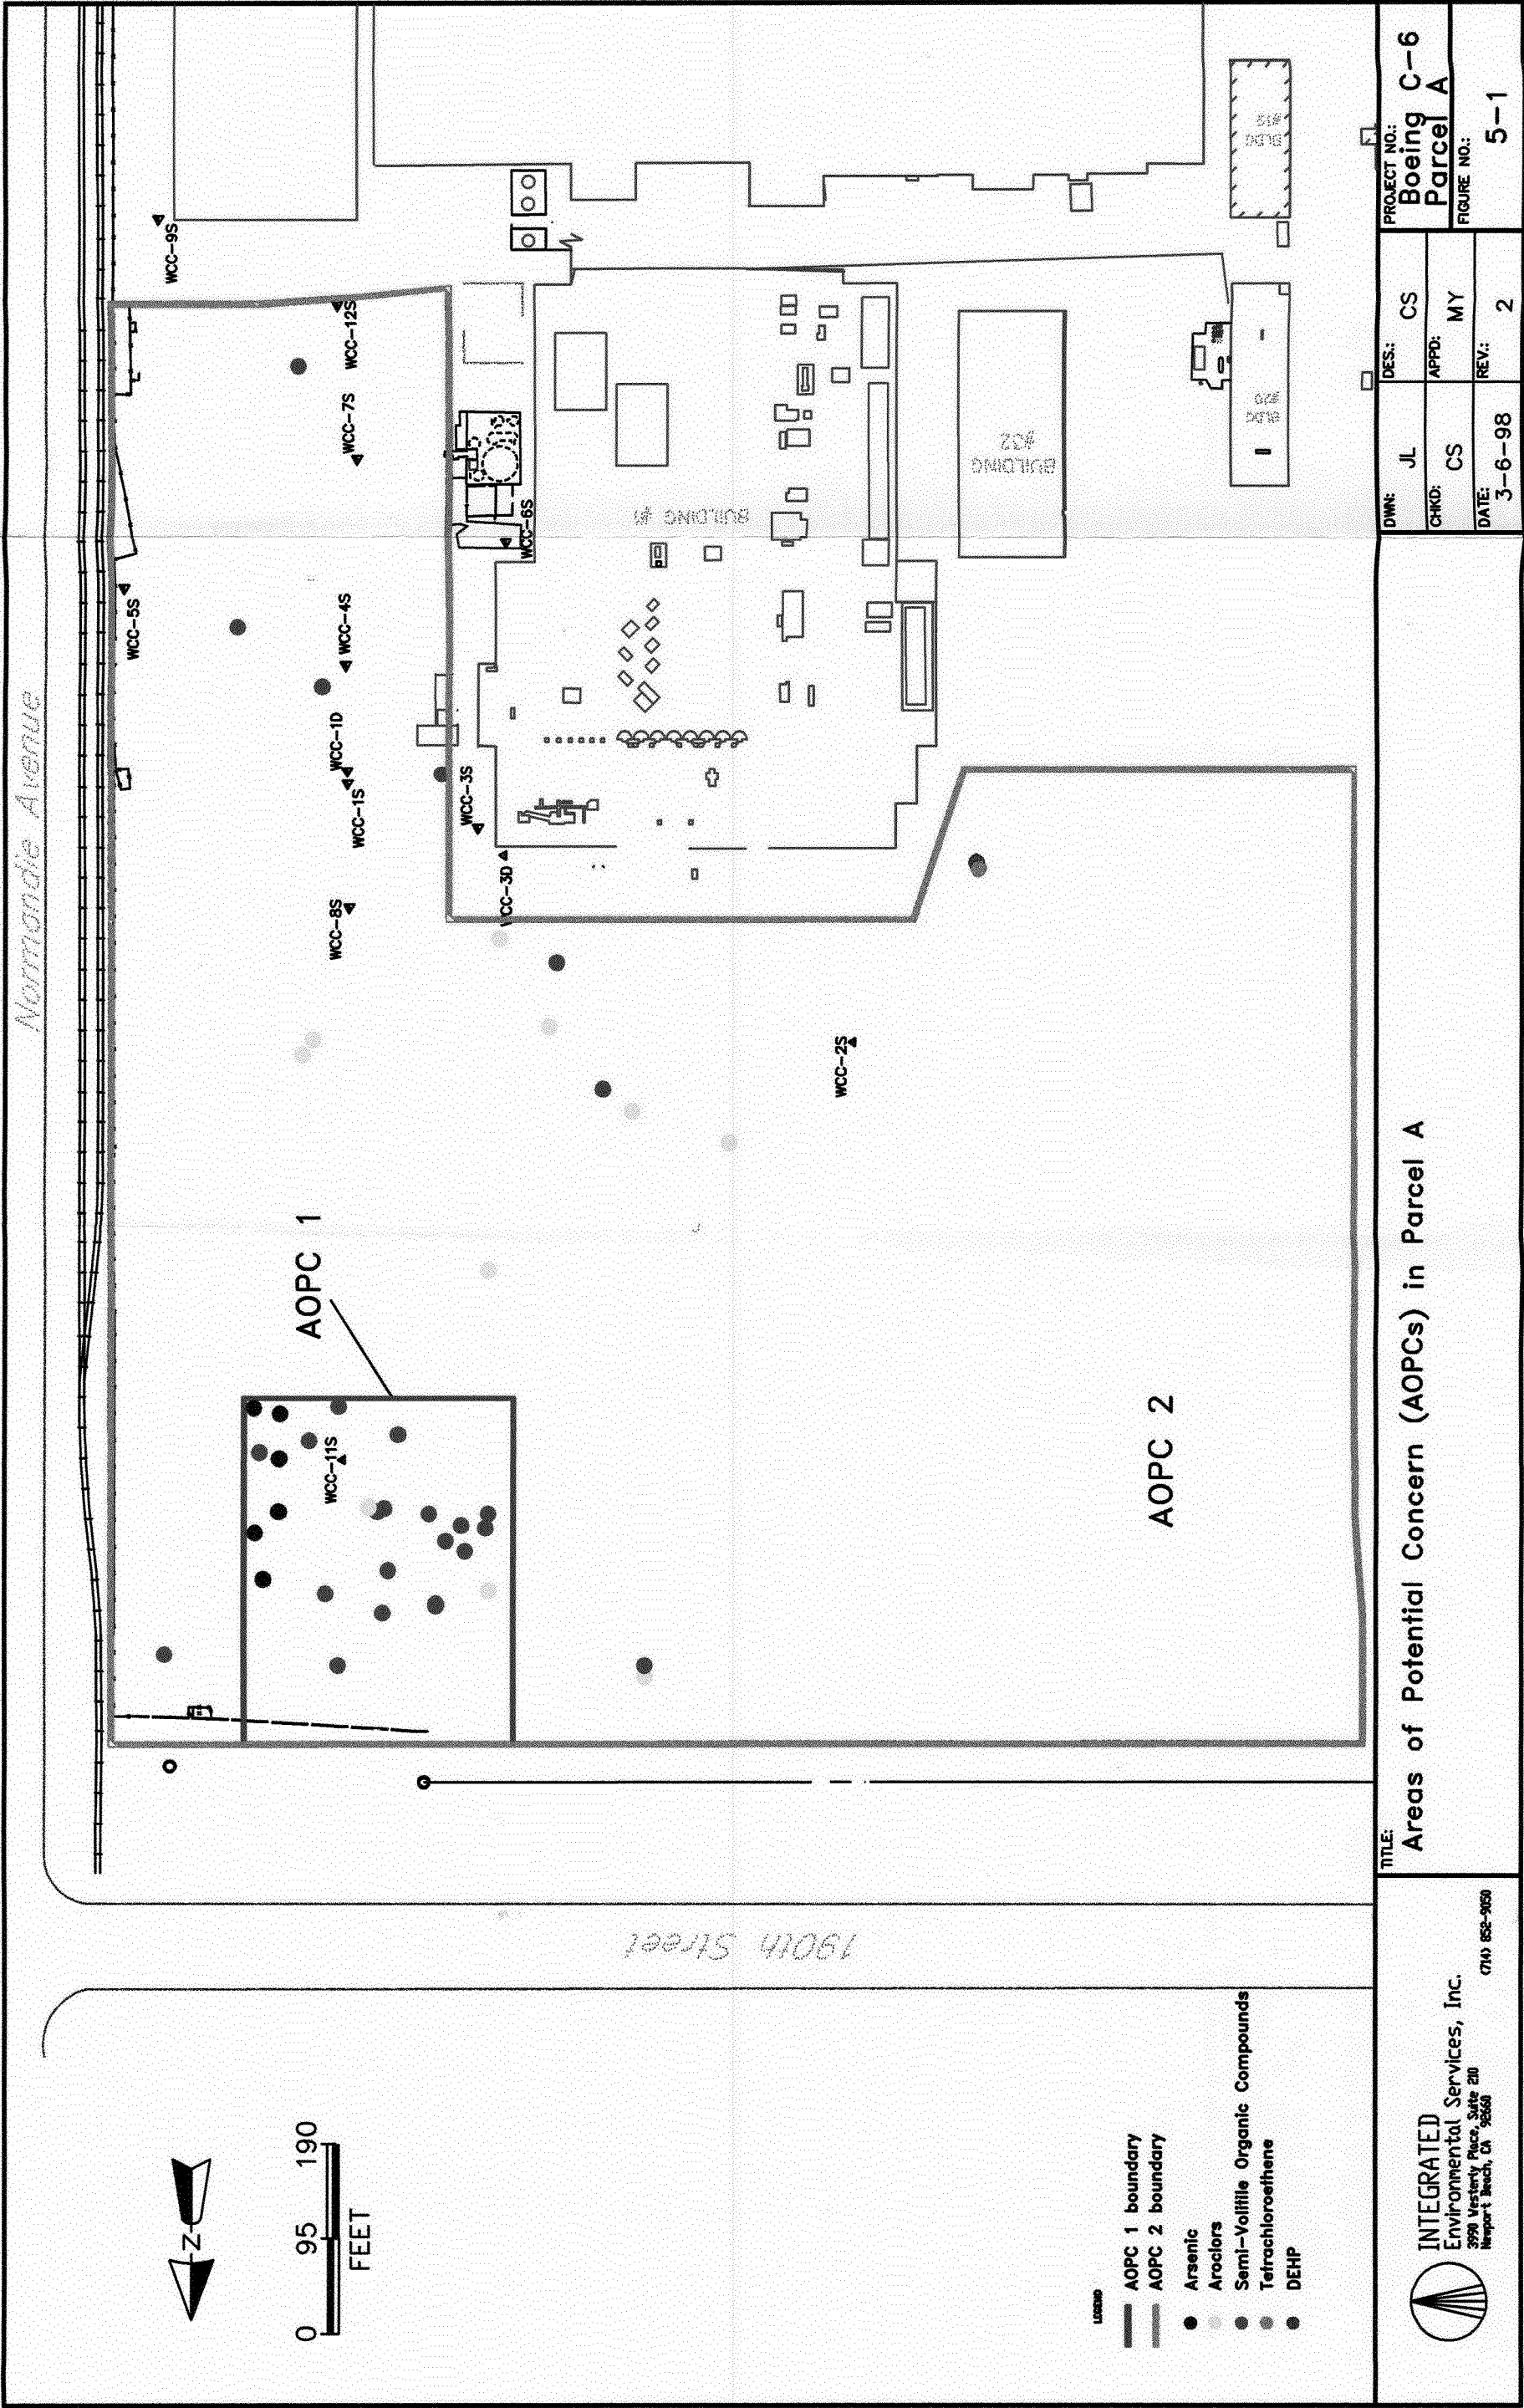 Normandie Avenue
WCC-9S
WCC-12S
WCC-7S
WCC-5S
WCC-4S
WCC-6S
WCC-1D
WCC-1S
WCC-3S
WCC-3D
WCC-8S
WCC-2S
WCC-11S
BUILDING #1
BUILDING
#32
BLDG
#19
BLDG
#20
AOPC 1
AOPC 2
190th Street
N
0 95 190
FEET
LEGEND
AOPC 1 boundary
AOPC 2 boundary
Arsenic
Aroclors
Semi-Volitile Organic Compounds
Tetrachloroethene
DEHP
INTEGRATED
Environmental Services, Inc.
3990 Westerly Place, Suite 210
Newport Beach, CA 92660
(714) 852-9050
TITLE:
Areas of Potential Concern (AOPCs) in Parcel A
DWN: JL
DES.: CS
CHKD: CS
APPD: MY
DATE: 3-6-98
REV.: 2
PROJECT NO.:
Boeing C-6
Parcel A
FIGURE NO.:
5-1